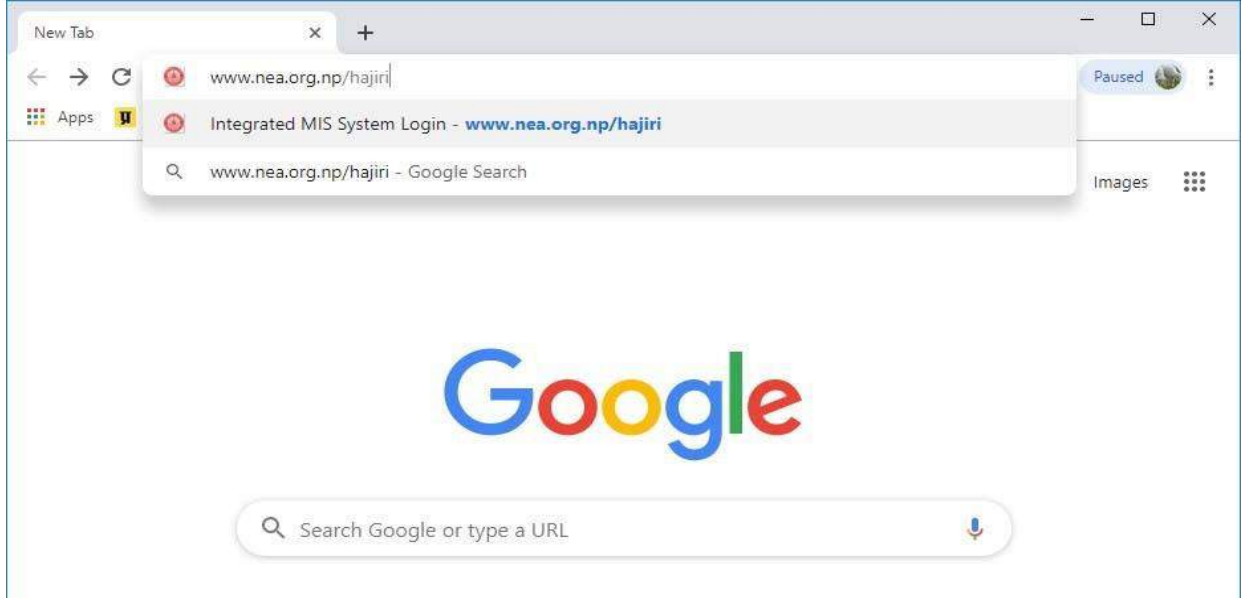 New Tab
www.nea.org.np/hajiri
Paused
Apps
Integrated MIS System Login - www.nea.org.np/hajiri
www.nea.org.np/hajiri - Google Search
Images
Google
Search Google or type a URL